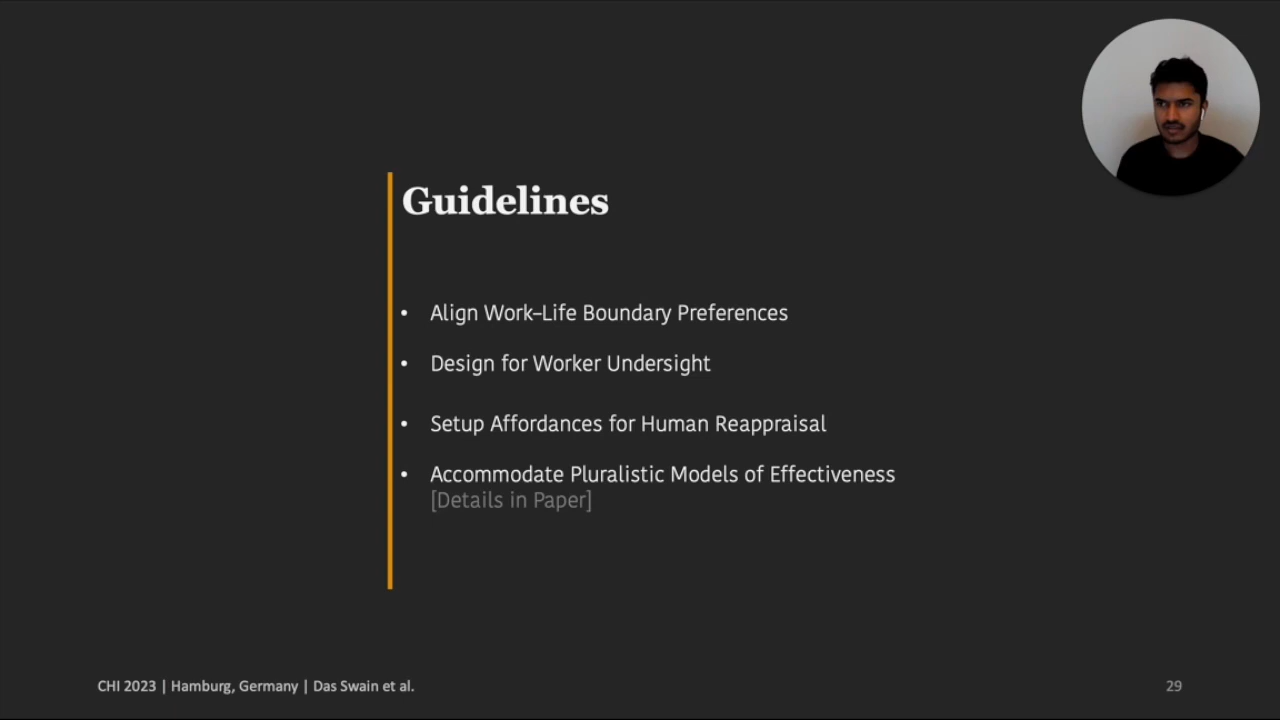 Guidelines
• Align Work–Life Boundary Preferences
• Design for Worker Undersight
• Setup Affordances for Human Reappraisal
• Accommodate Pluralistic Models of Effectiveness
[Details in Paper]
CHI 2023 | Hamburg, Germany | Das Swain et al.
29